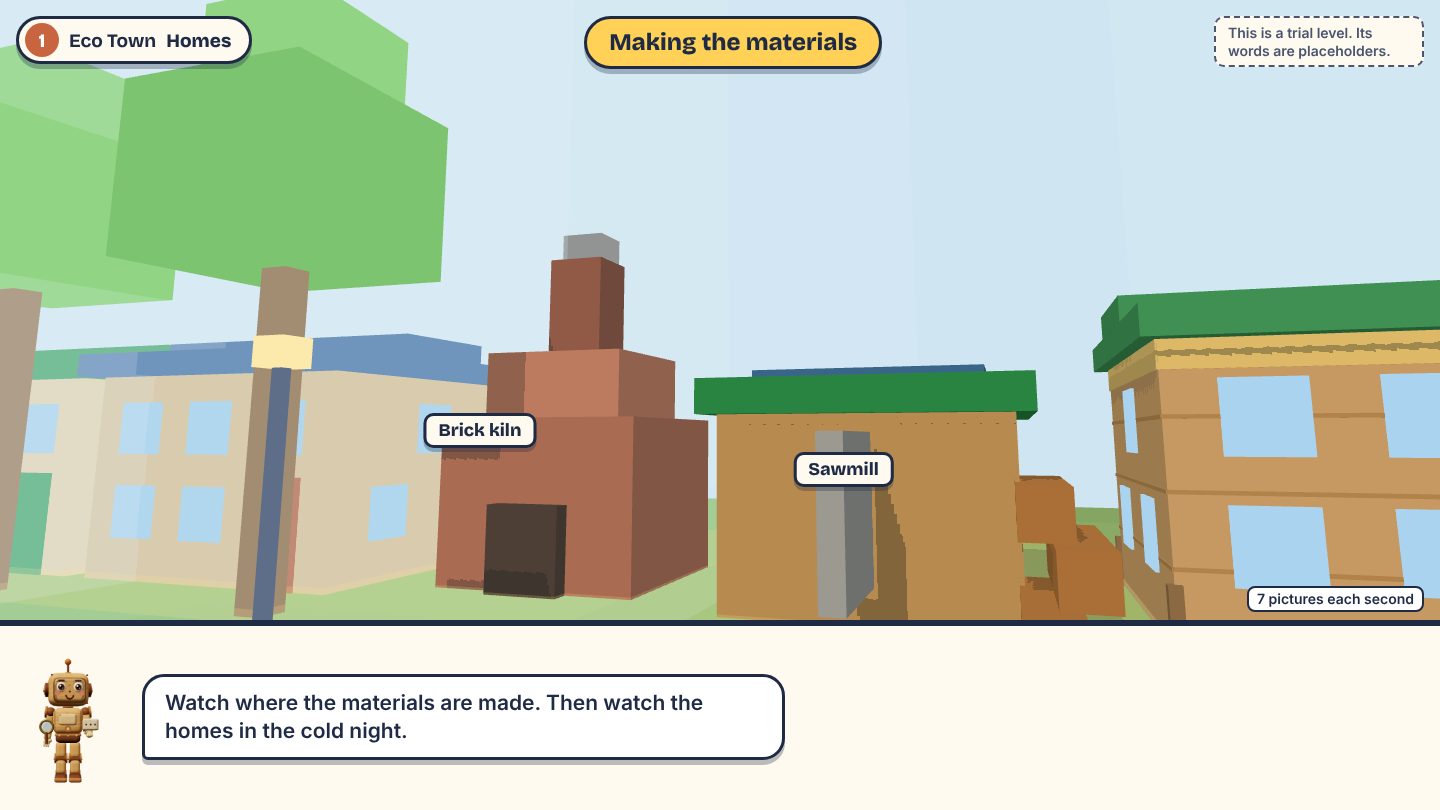 1 Eco Town Homes
Making the materials
This is a trial level. Its
words are placeholders.
Brick kiln
Sawmill
7 pictures each second
Watch where the materials are made. Then watch the
homes in the cold night.